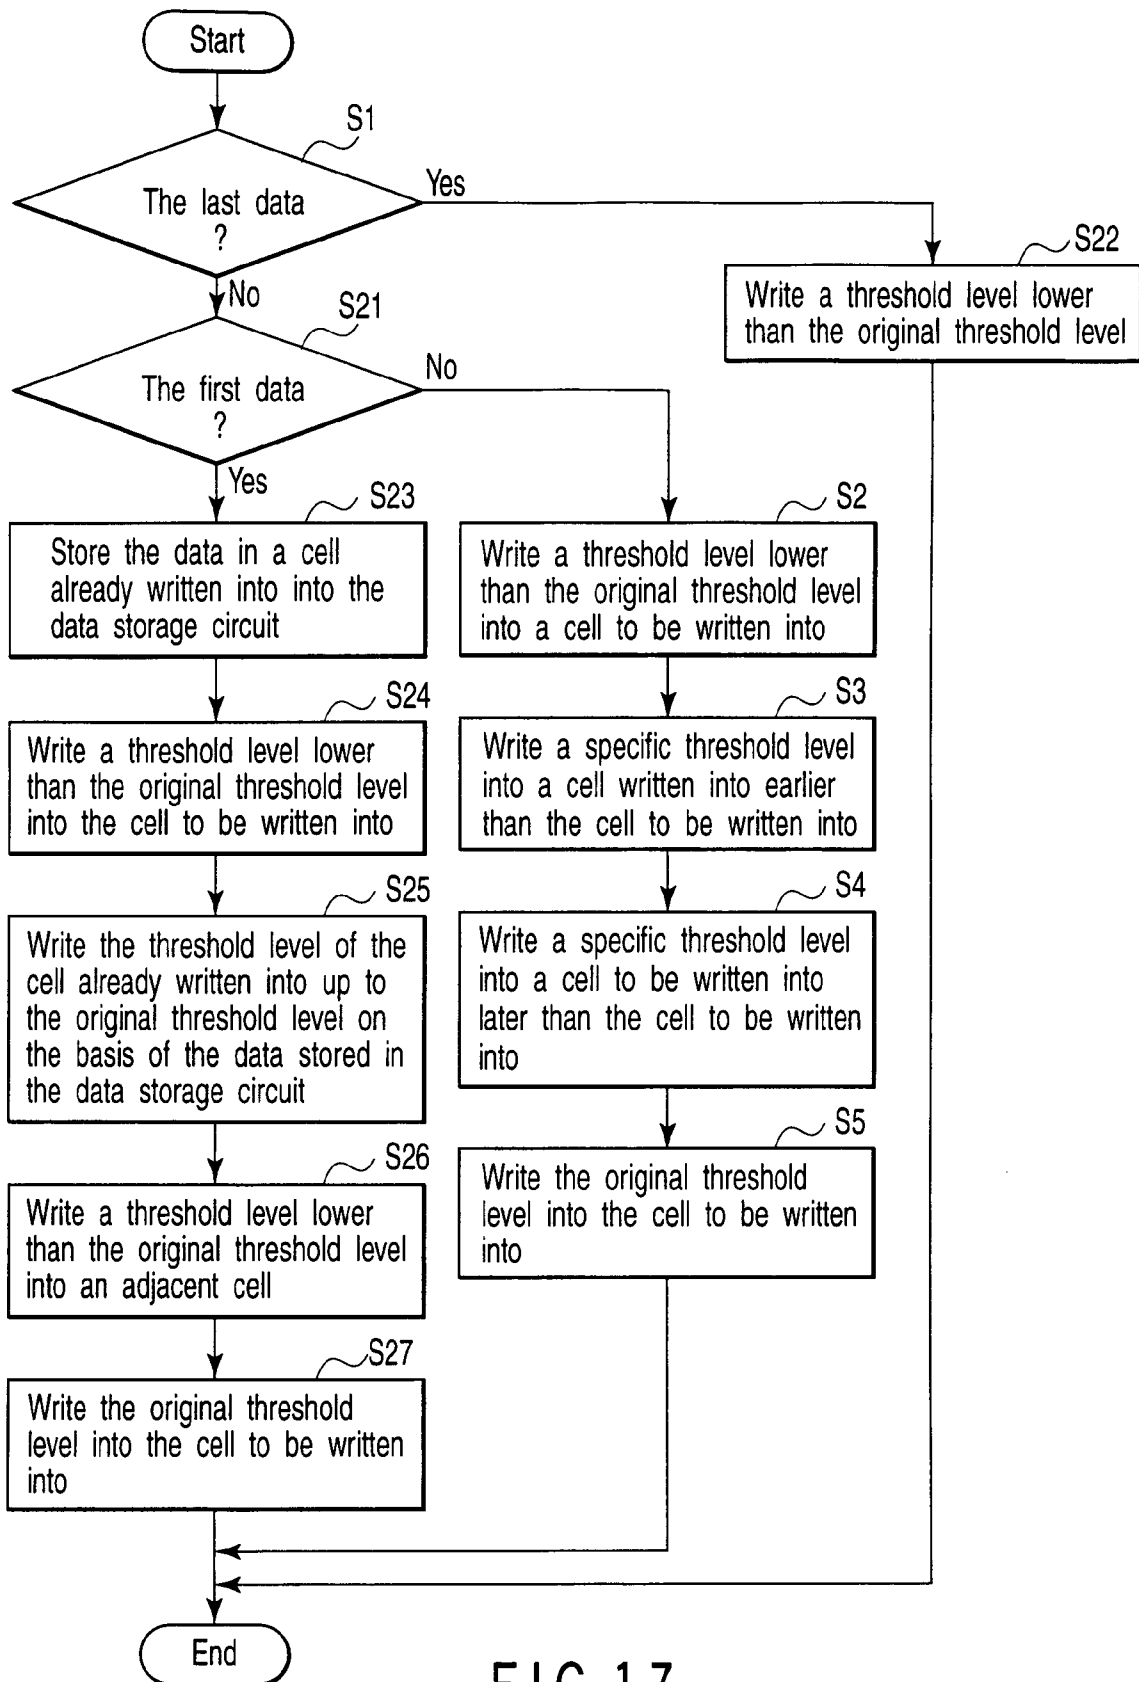 Start
S1
The last data
?
Yes
No
S22
Write a threshold level lower
than the original threshold level
S21
The first data
?
No
Yes
S23
Store the data in a cell
already written into into the
data storage circuit
S2
Write a threshold level lower
than the original threshold level
into a cell to be written into
S24
Write a threshold level lower
than the original threshold level
into the cell to be written into
S3
Write a specific threshold level
into a cell written into earlier
than the cell to be written into
S25
Write the threshold level of the
cell already written into up to
the original threshold level on
the basis of the data stored in
the data storage circuit
S4
Write a specific threshold level
into a cell to be written into
later than the cell to be written
into
S26
Write a threshold level lower
than the original threshold level
into an adjacent cell
S5
Write the original threshold
level into the cell to be written
into
S27
Write the original threshold
level into the cell to be written
into
End
FIG. 17